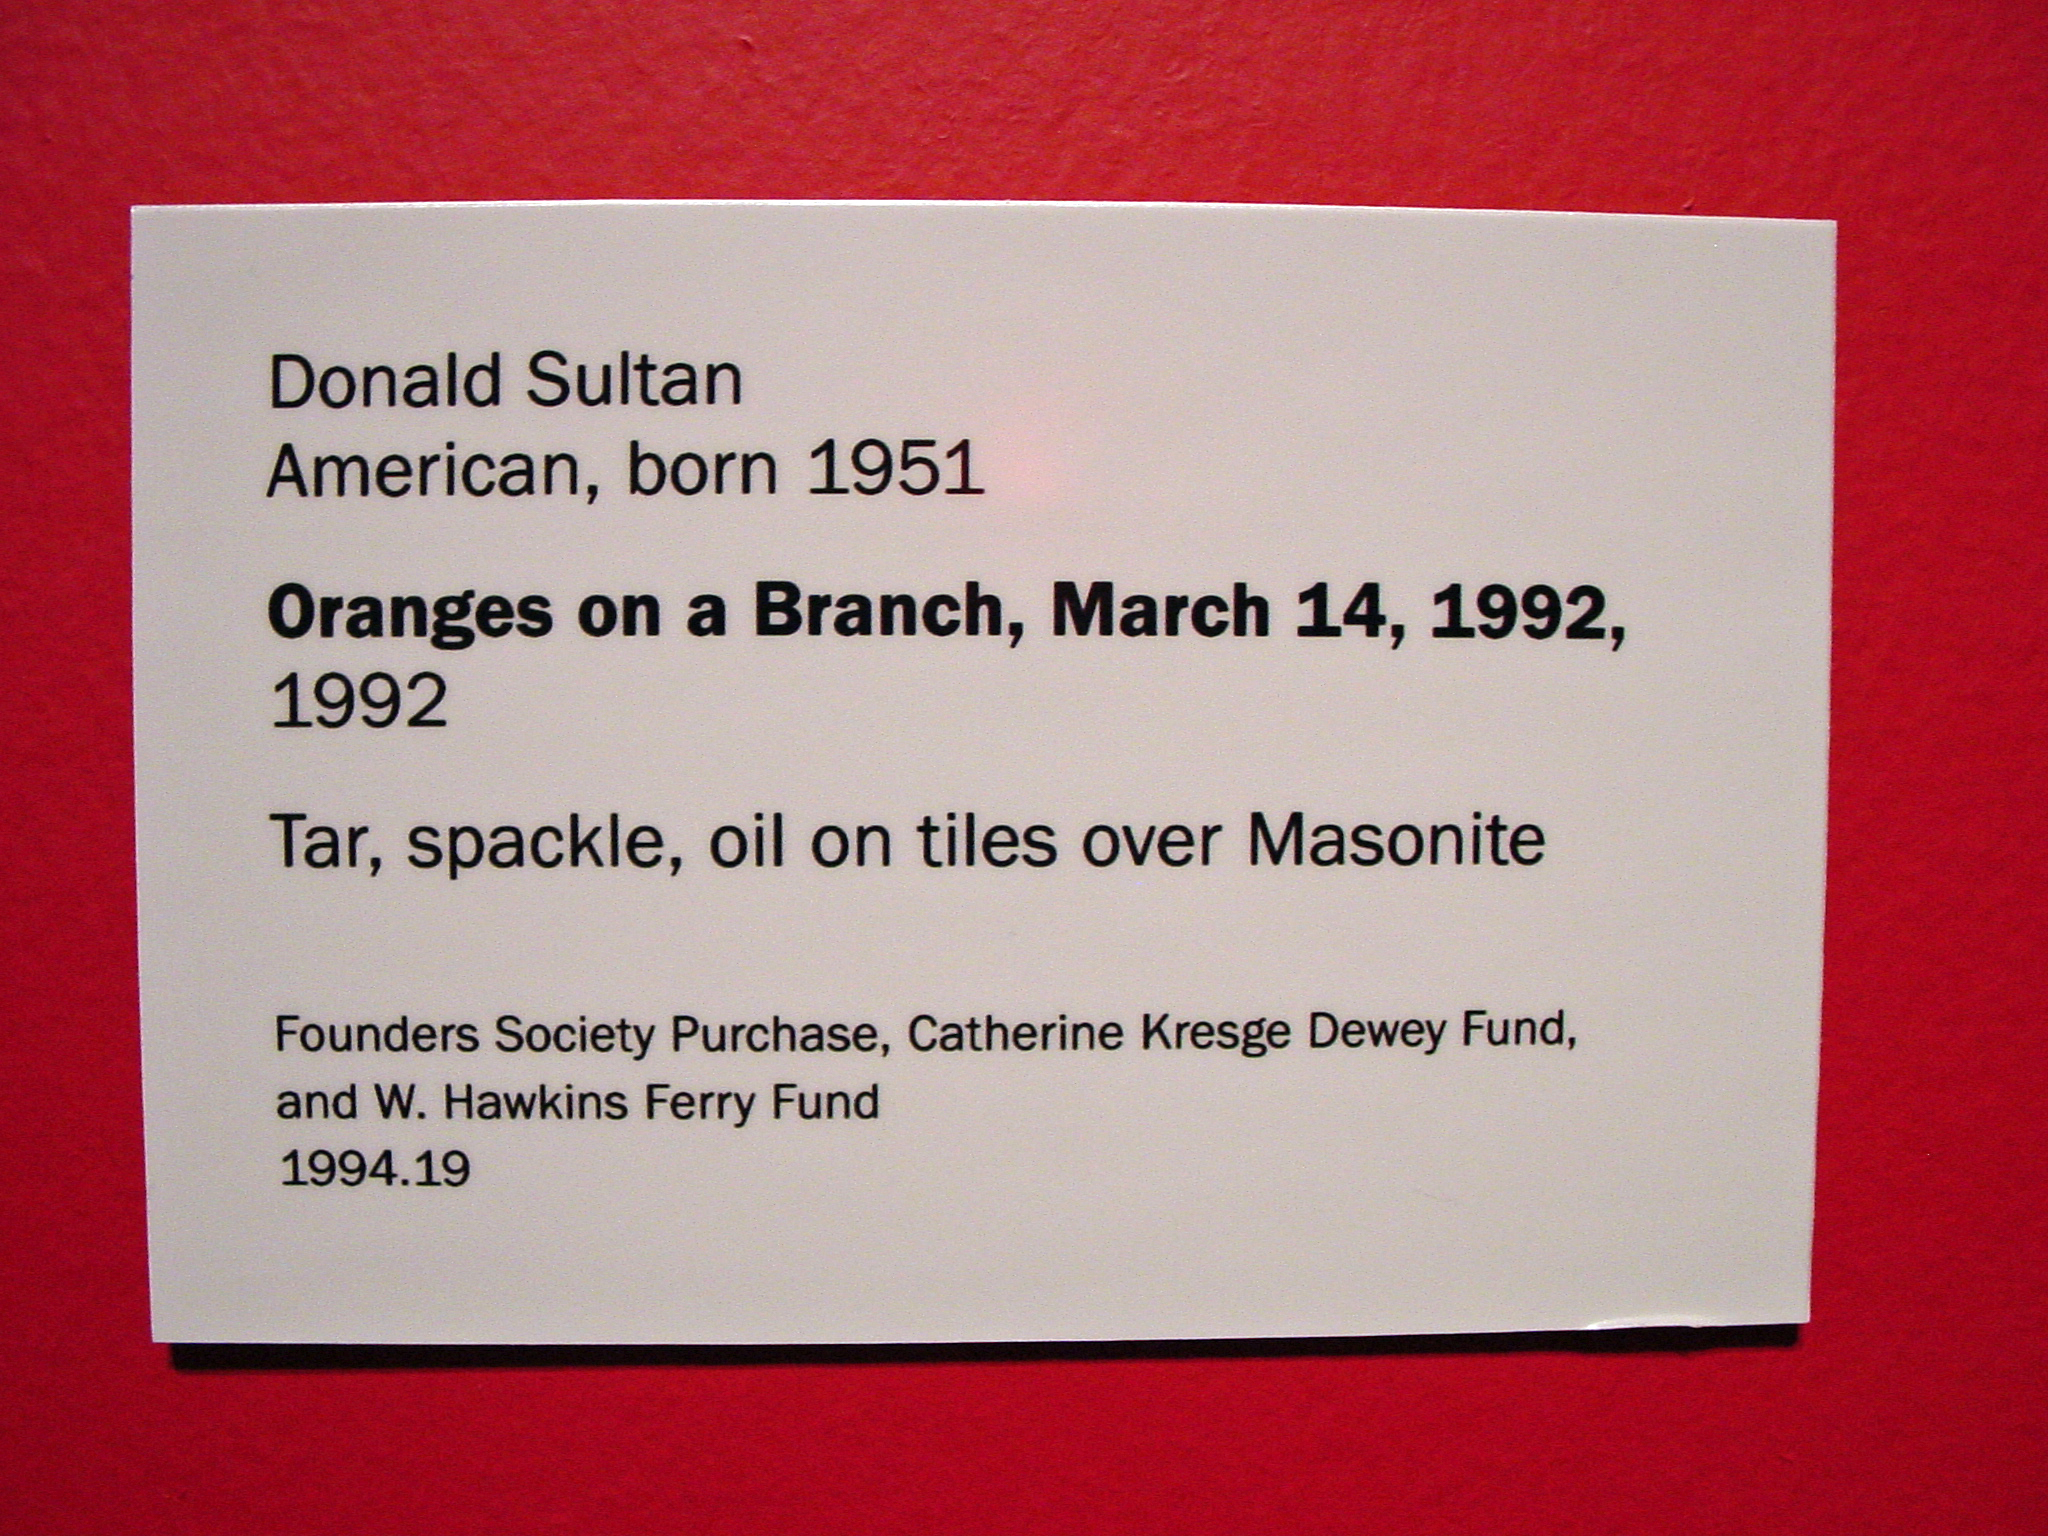 Donald Sultan
American, born 1951
Oranges on a Branch, March 14, 1992,
1992
Tar, spackle, oil on tiles over Masonite
Founders Society Purchase, Catherine Kresge Dewey Fund,
and W. Hawkins Ferry Fund
1994.19